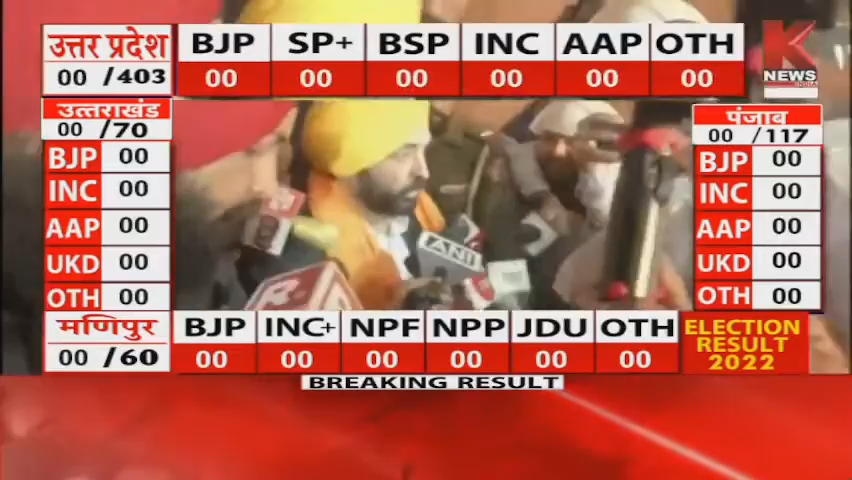 उत्तर प्रदेश BJP SP+ BSP INC AAP OTH
00 /403 00 00 00 00 00 00
K NEWS INDIA
उत्तराखंड
00 /70
BJP 00
INC 00
AAP 00
UKD 00
OTH 00
ANI
पंजाब
00 /117
BJP 00
INC 00
AAP 00
UKD 00
OTH 00
मणिपुर BJP INC+ NPF NPP JDU OTH
00 /60 00 00 00 00 00 00
ELECTION
RESULT
2022
BREAKING RESULT